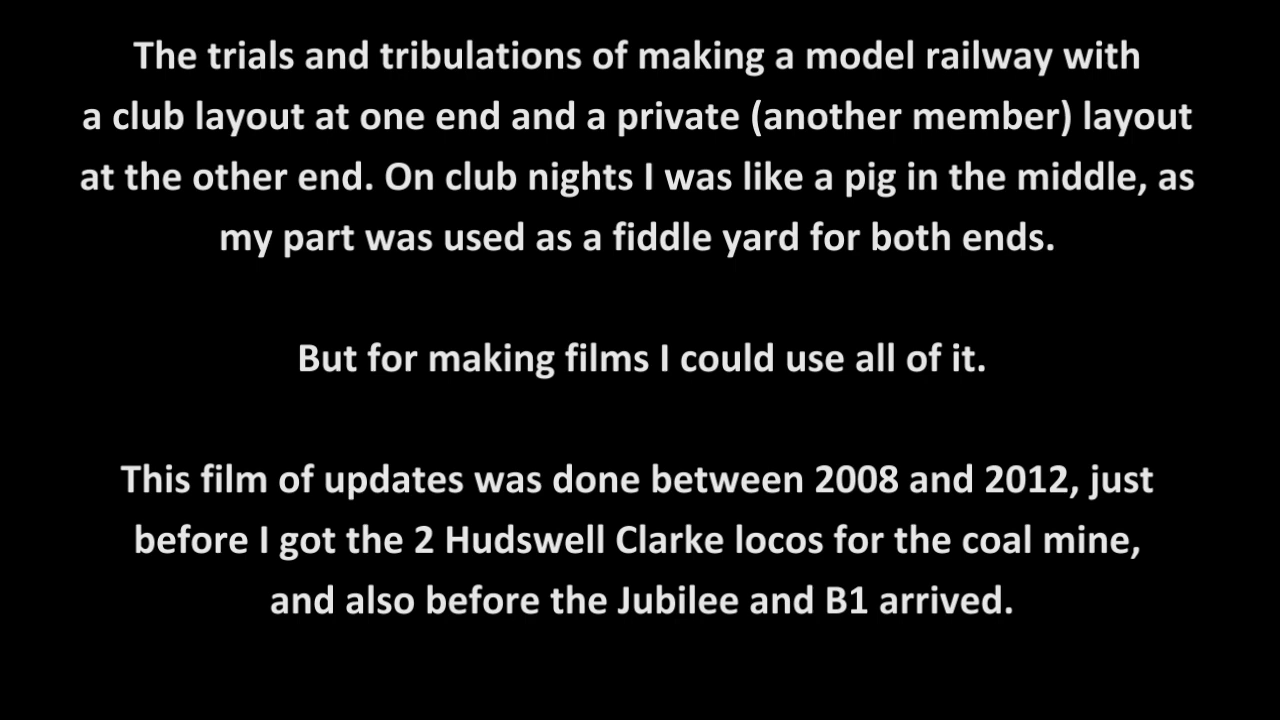 The trials and tribulations of making a model railway with
a club layout at one end and a private (another member) layout
at the other end. On club nights I was like a pig in the middle, as
my part was used as a fiddle yard for both ends.
But for making films I could use all of it.
This film of updates was done between 2008 and 2012, just
before I got the 2 Hudswell Clarke locos for the coal mine,
and also before the Jubilee and B1 arrived.